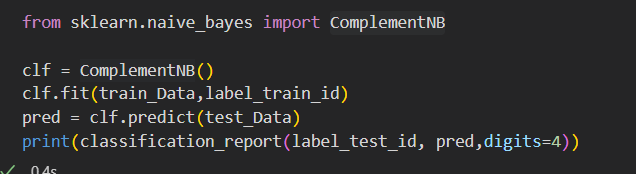 from sklearn.naive_bayes import ComplementNB
clf = ComplementNB()
clf.fit(train_Data,label_train_id)
pred = clf.predict(test_Data)
print(classification_report(label_test_id, pred,digits=4))
✓ 0.4s